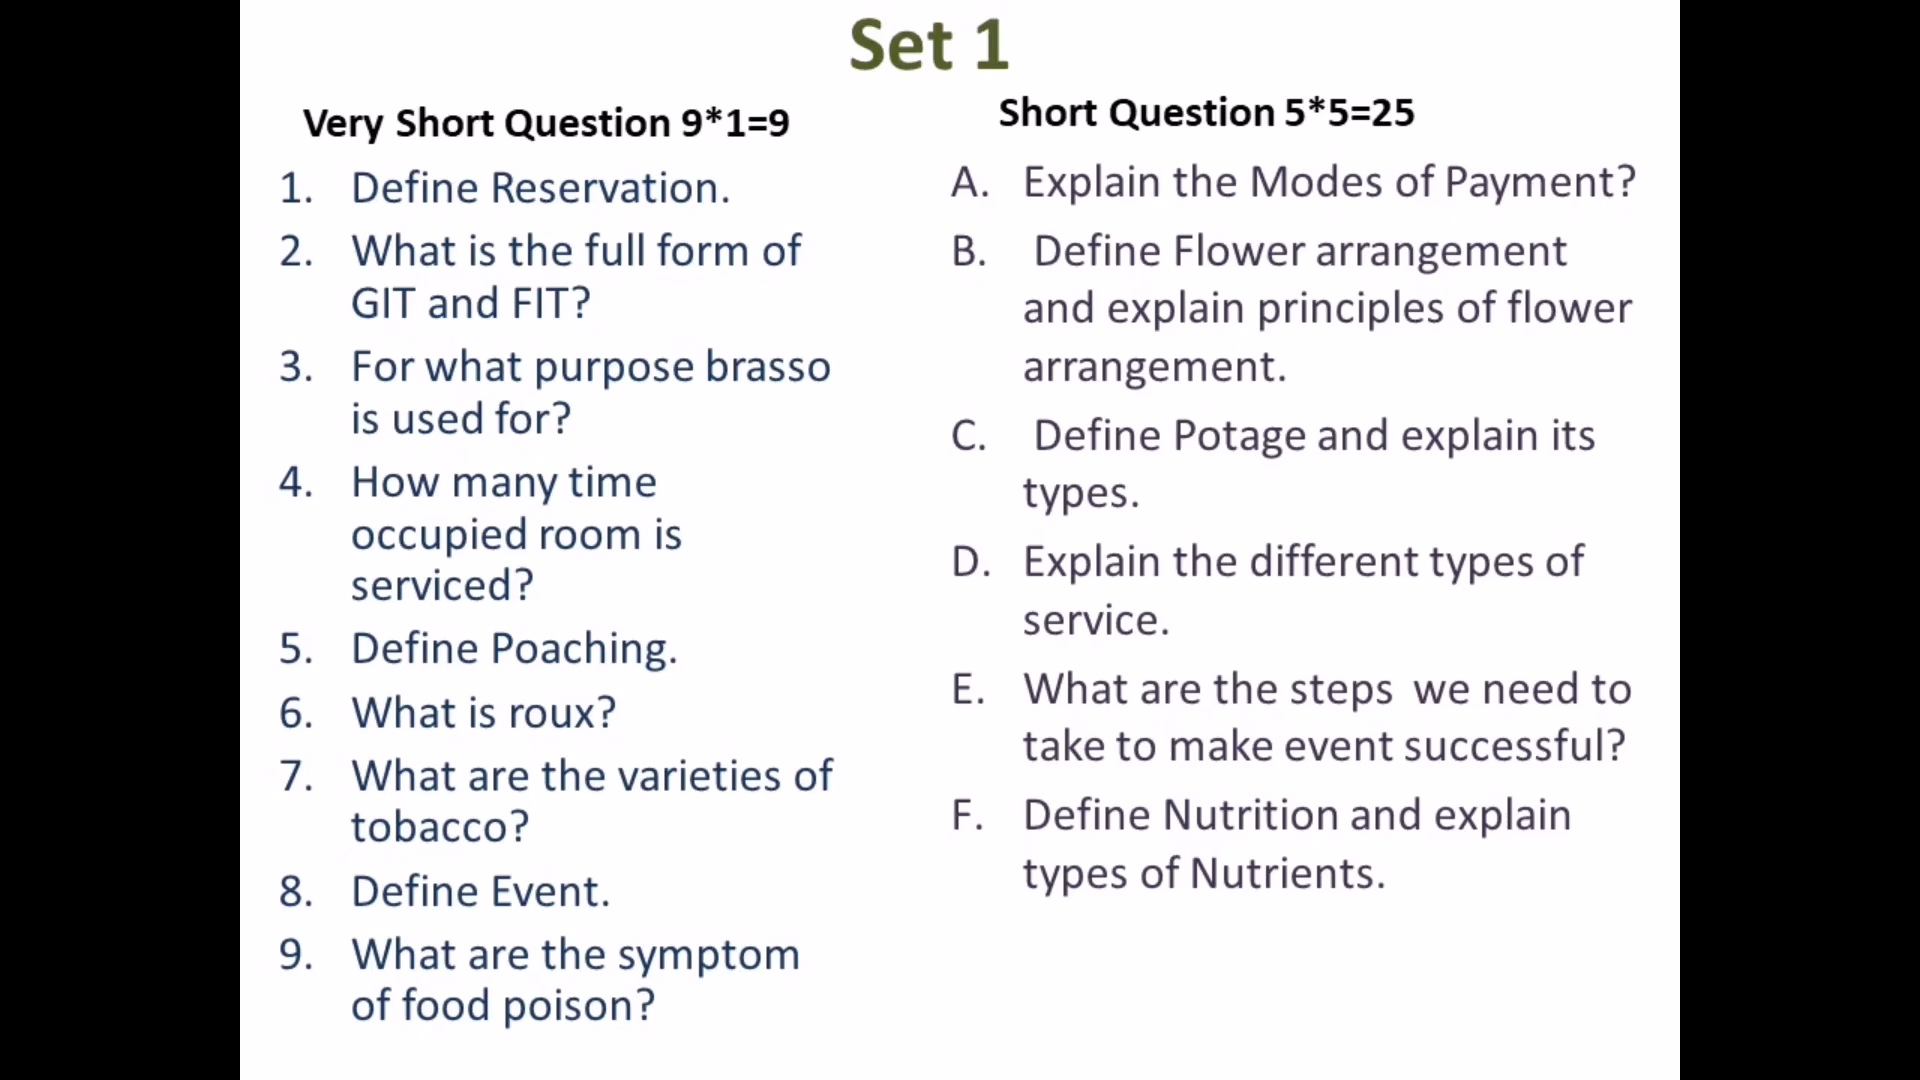 Set 1
Very Short Question 9*1=9
1. Define Reservation.
2. What is the full form of
GIT and FIT?
3. For what purpose brasso
is used for?
4. How many time
occupied room is
serviced?
5. Define Poaching.
6. What is roux?
7. What are the varieties of
tobacco?
8. Define Event.
9. What are the symptom
of food poison?
Short Question 5*5=25
A. Explain the Modes of Payment?
B. Define Flower arrangement
and explain principles of flower
arrangement.
C. Define Potage and explain its
types.
D. Explain the different types of
service.
E. What are the steps we need to
take to make event successful?
F. Define Nutrition and explain
types of Nutrients.